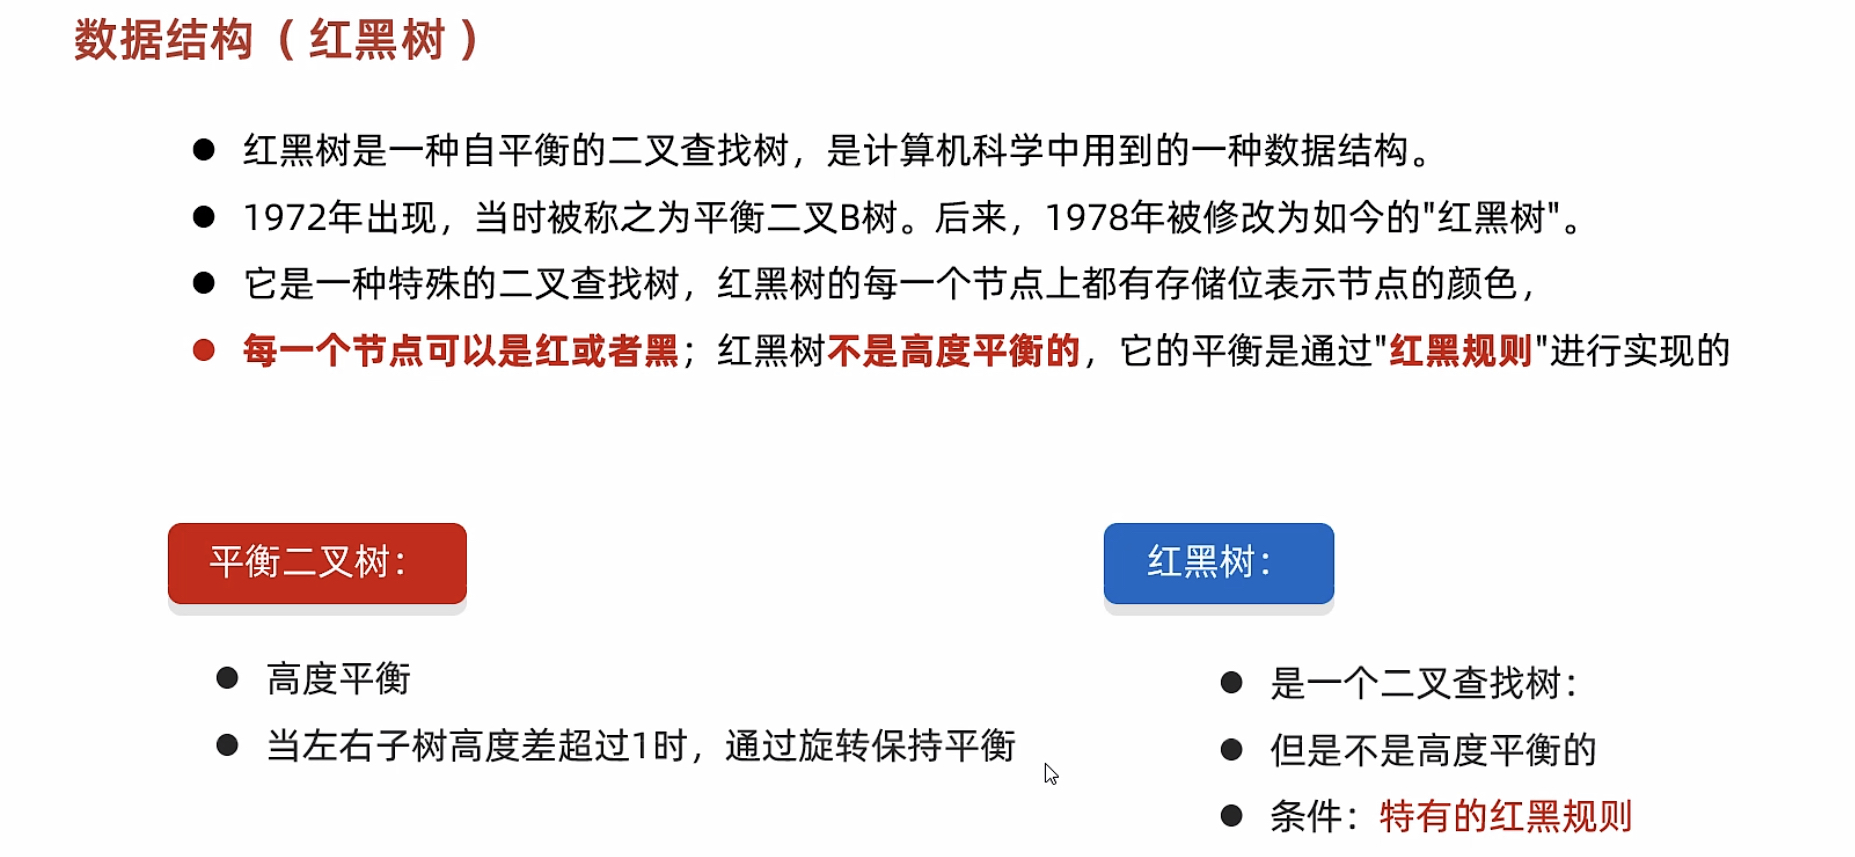 数据结构（红黑树）
红黑树是一种自平衡的二叉查找树，是计算机科学中用到的一种数据结构。
1972年出现，当时被称之为平衡二叉B树。后来，1978年被修改为如今的"红黑树"。
它是一种特殊的二叉查找树，红黑树的每一个节点上都有存储位表示节点的颜色，
每一个节点可以是红或者黑；红黑树不是高度平衡的，它的平衡是通过"红黑规则"进行实现的
平衡二叉树：
高度平衡
当左右子树高度差超过1时，通过旋转保持平衡
红黑树：
是一个二叉查找树：
但是不是高度平衡的
条件：特有的红黑规则